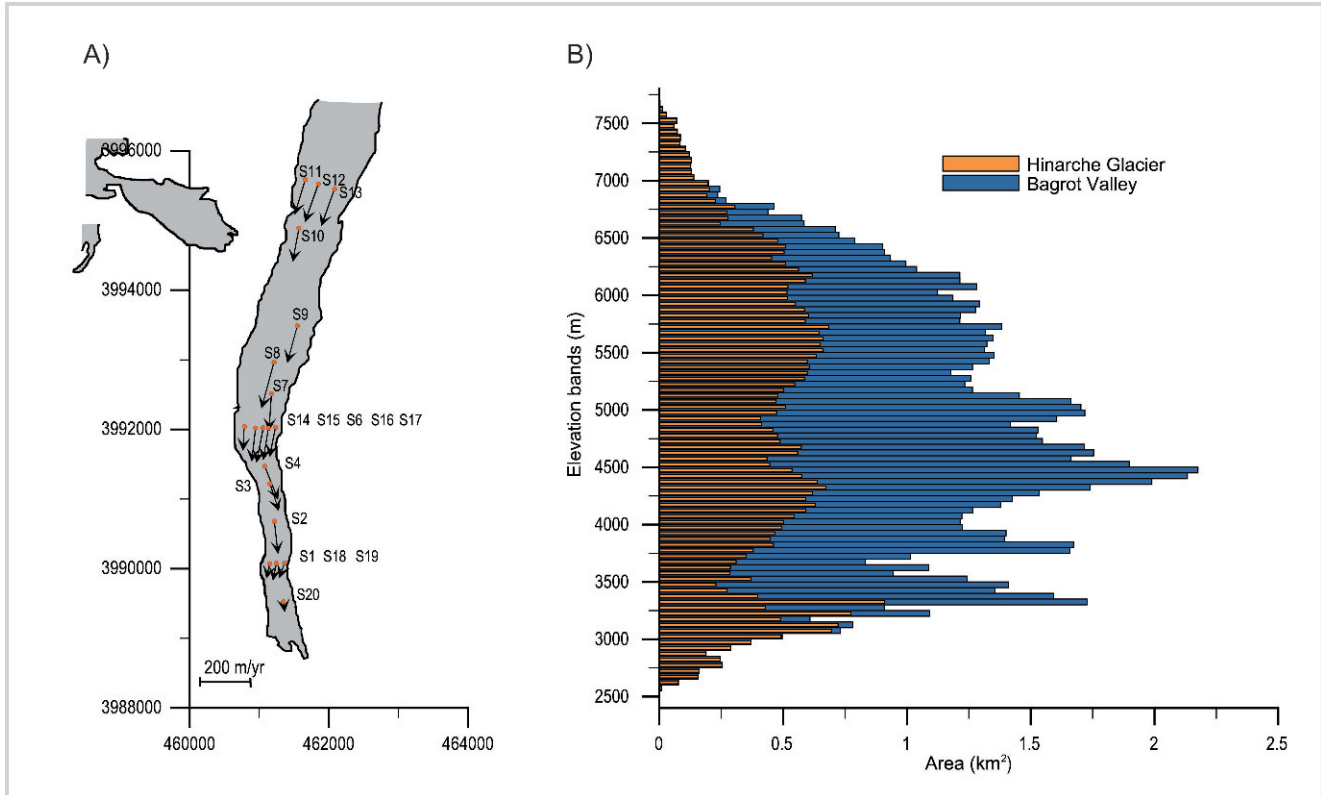 A)
B)
3996000
3994000
3992000
3990000
3988000
460000
462000
464000
S11
S12
S13
S10
S9
S8
S7
S14 S15 S6 S16 S17
S4
S3
S2
S1 S18 S19
S20
200 m/yr
7500
7000
6500
6000
5500
5000
4500
4000
3500
3000
2500
Elevation bands (m)
Hinarche Glacier
Bagrot Valley
0
0.5
1
1.5
2
2.5
Area (km²)